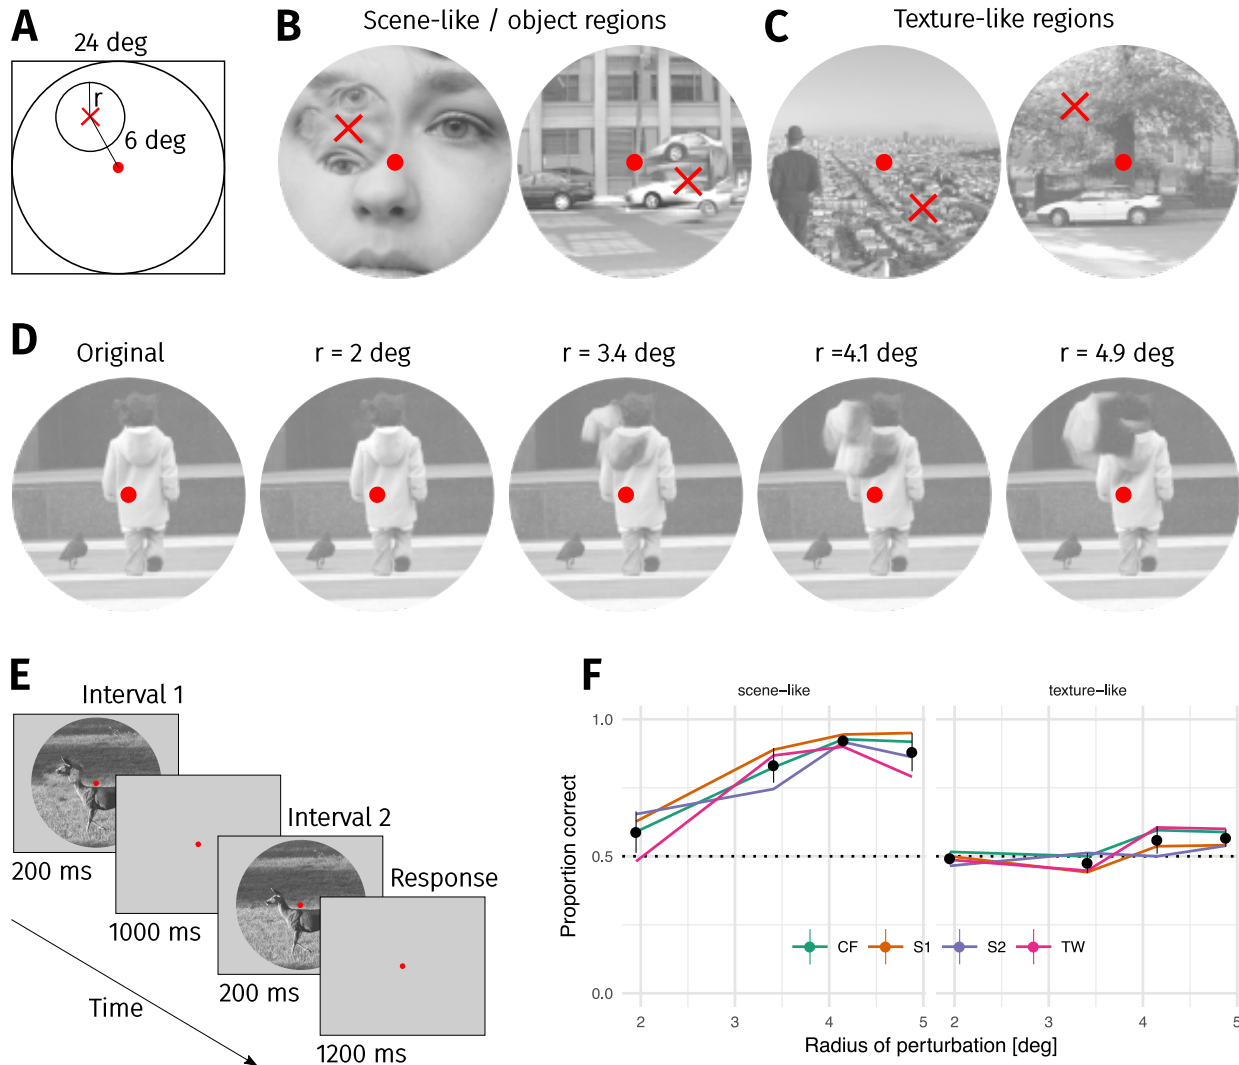 A
24 deg
r
6 deg
B
Scene-like / object regions
C
Texture-like regions
D
Original
r = 2 deg
r = 3.4 deg
r =4.1 deg
r = 4.9 deg
E
Interval 1
200 ms
1000 ms
Interval 2
200 ms
Response
1200 ms
Time
F
scene-like
texture-like
Proportion correct
1.0
0.5
0.0
CF
S1
S2
TW
2
3
4
5
2
3
4
5
Radius of perturbation [deg]